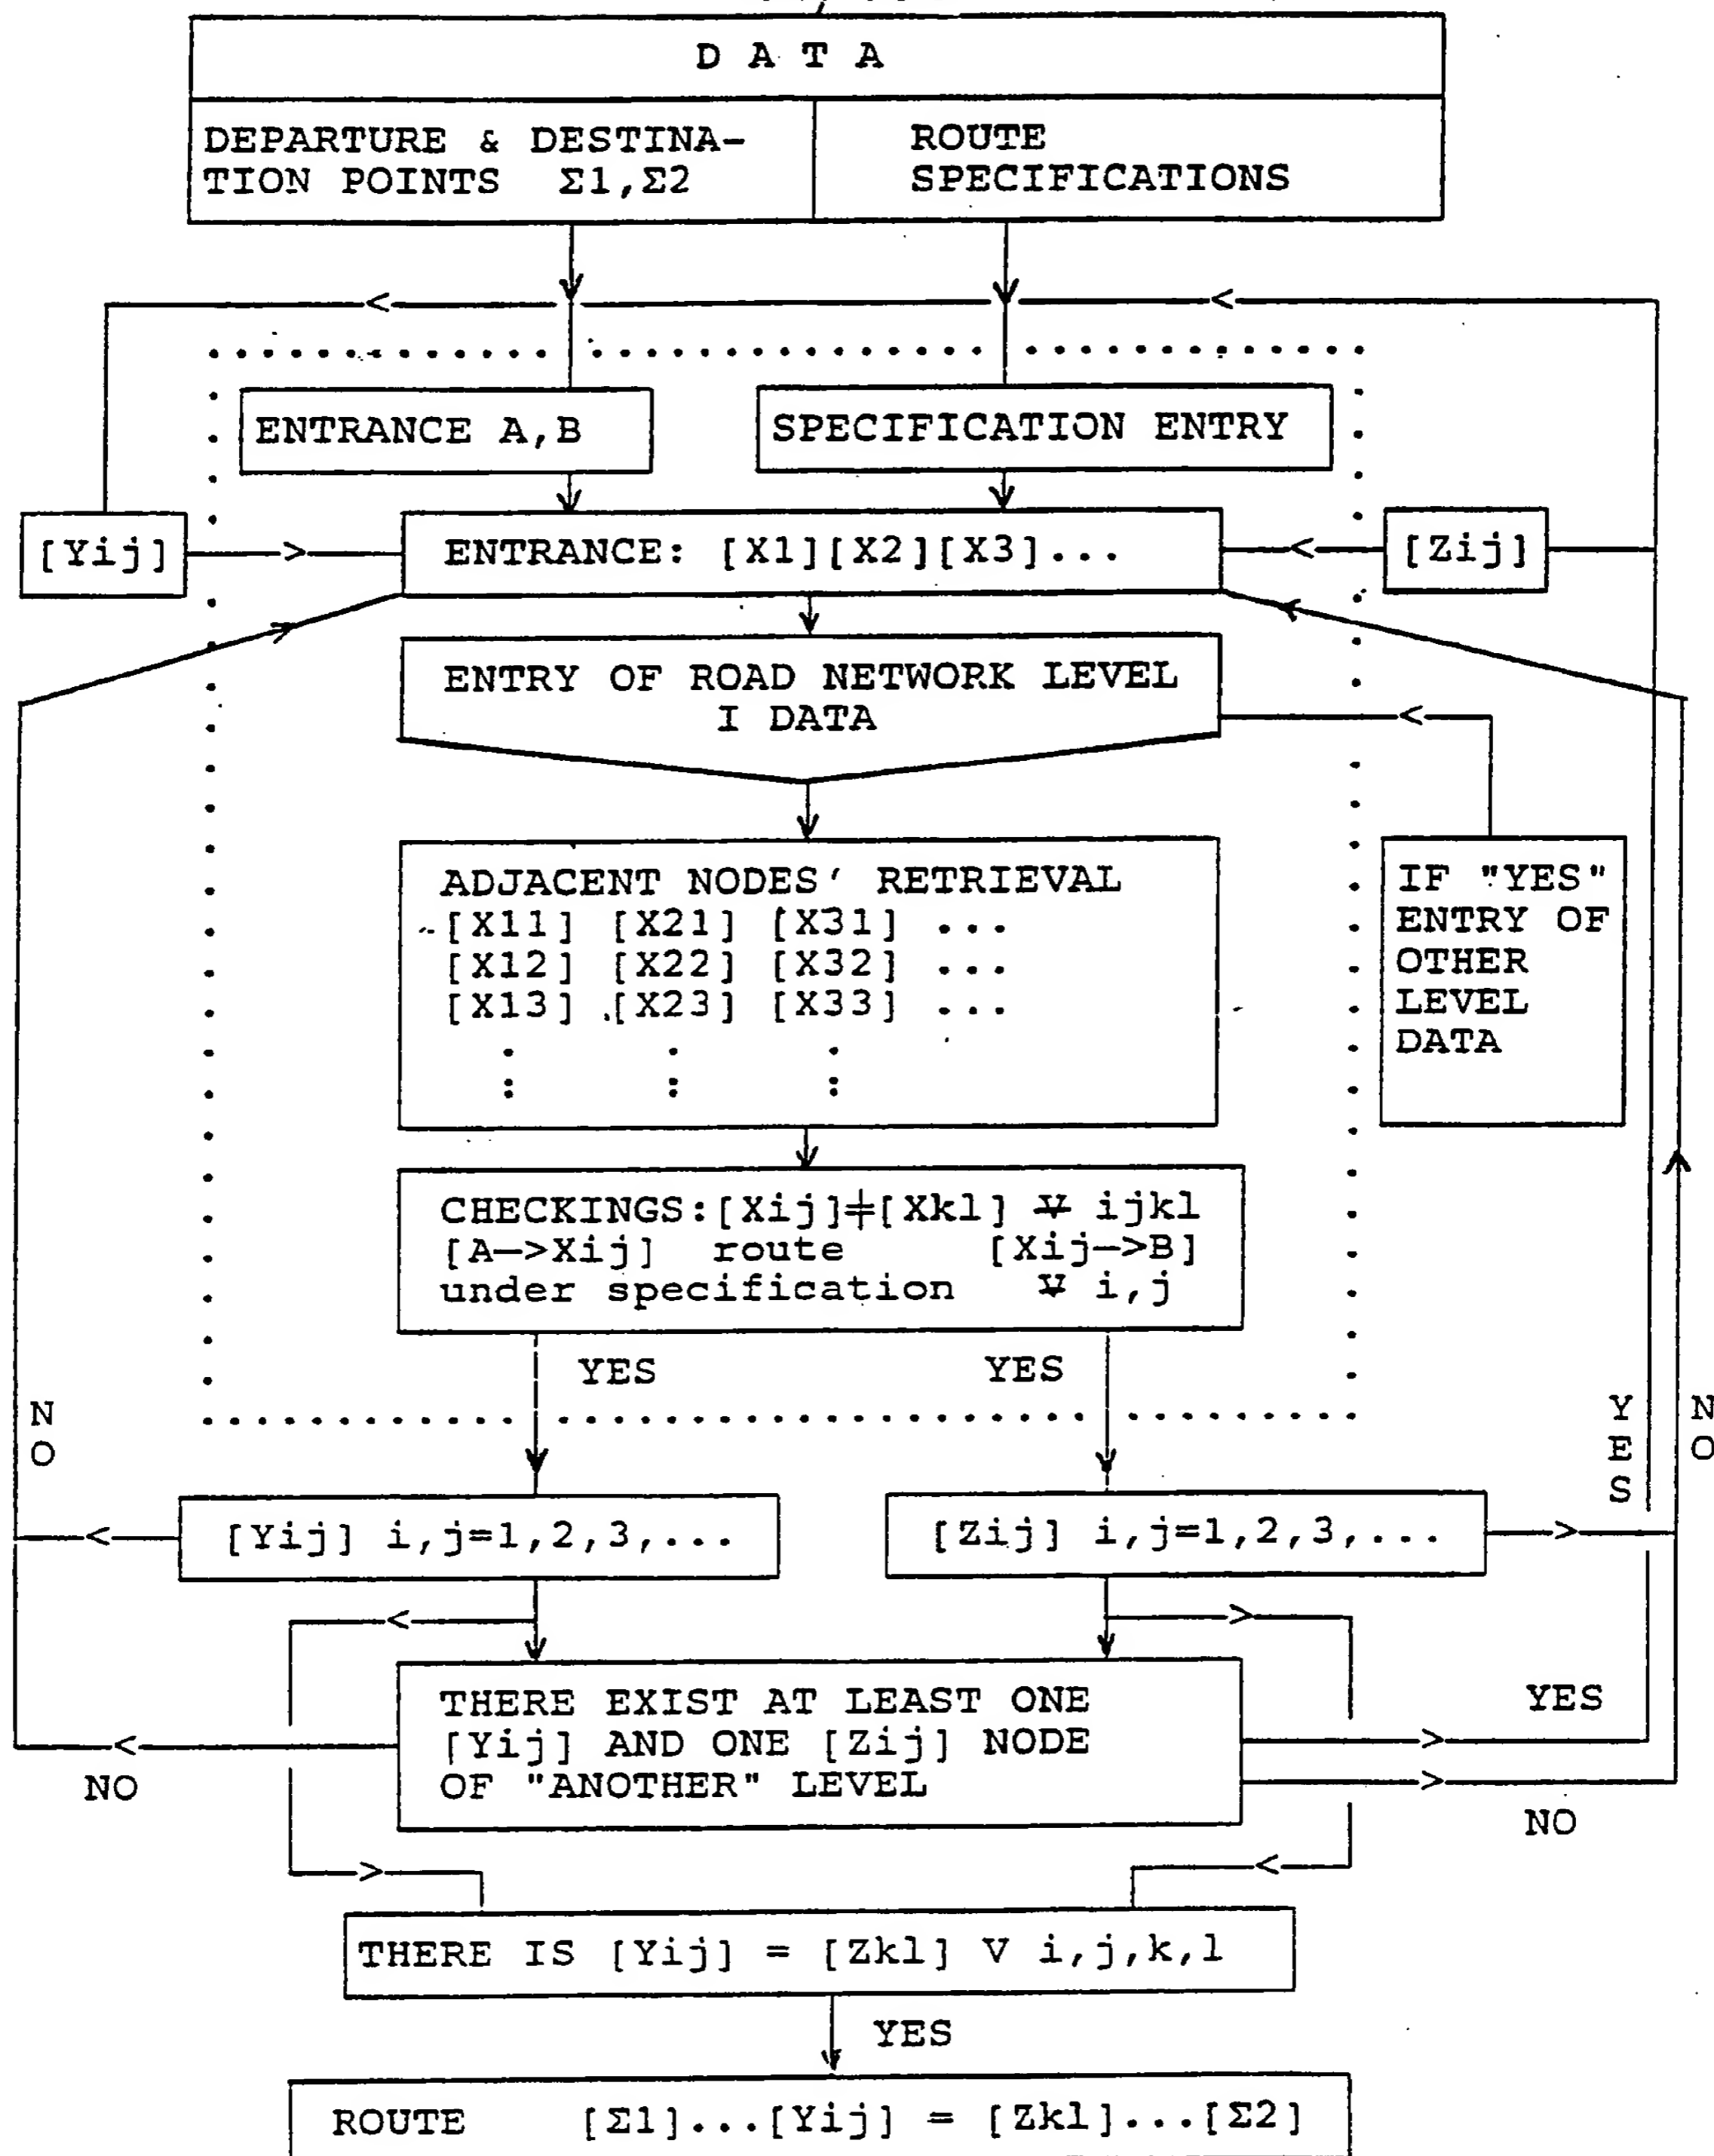 D A T A
DEPARTURE & DESTINA-
TION POINTS Σ1,Σ2
ROUTE
SPECIFICATIONS
ENTRANCE A,B
SPECIFICATION ENTRY
[Yij]
ENTRANCE: [X1][X2][X3]...
[Zij]
ENTRY OF ROAD NETWORK LEVEL
I DATA
ADJACENT NODES' RETRIEVAL
[X11] [X21] [X31] ...
[X12] [X22] [X32] ...
[X13] [X23] [X33] ...
: : :
: : :
IF "YES"
ENTRY OF
OTHER
LEVEL
DATA
CHECKINGS:[Xij]≠[Xkl] ∀ ijkl
[A—>Xij] route [Xij—>B]
under specification ∀ i,j
YES
YES
NO
YES
NO
[Yij] i,j=1,2,3,...
[Zij] i,j=1,2,3,...
THERE EXIST AT LEAST ONE
[Yij] AND ONE [Zij] NODE
OF "ANOTHER" LEVEL
YES
NO
NO
THERE IS [Yij] = [Zkl] V i,j,k,l
YES
ROUTE [Σ1]...[Yij] = [Zkl]...[Σ2]